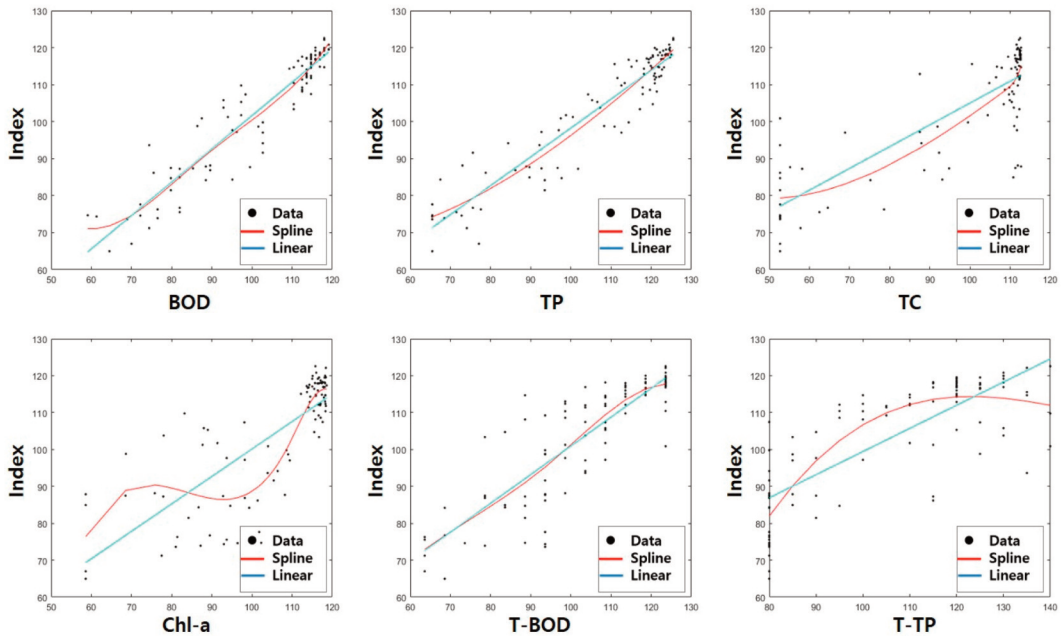 130
120
110
100
90
80
70
60
Index
Data
Spline
Linear
50 60 70 80 90 100 110 120
BOD
130
120
110
100
90
80
70
60
Index
Data
Spline
Linear
60 70 80 90 100 110 120 130
TP
130
120
110
100
90
80
70
60
Index
Data
Spline
Linear
50 60 70 80 90 100 110 120
TC
130
120
110
100
90
80
70
60
Index
Data
Spline
Linear
50 60 70 80 90 100 110 120
Chl-a
130
120
110
100
90
80
70
60
Index
Data
Spline
Linear
60 70 80 90 100 110 120 130
T-BOD
130
120
110
100
90
80
70
60
Index
Data
Spline
Linear
80 90 100 110 120 130 140
T-TP